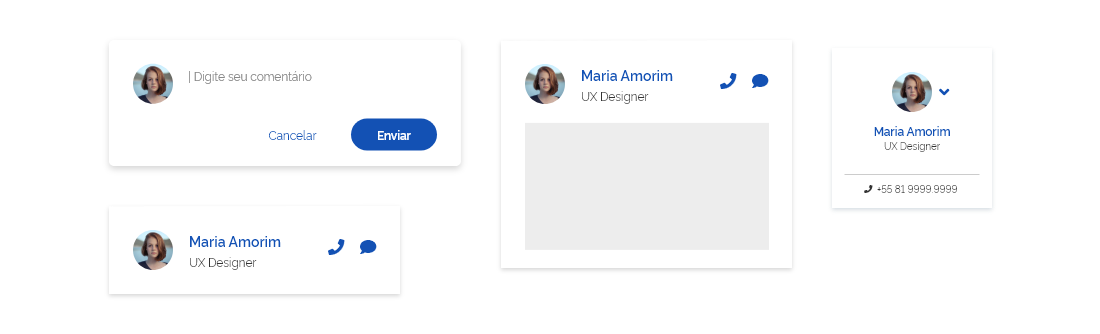 Digite seu comentário
Cancelar
Enviar
Maria Amorim
UX Designer
Maria Amorim
UX Designer
Maria Amorim
UX Designer
+55 81 9999.9999